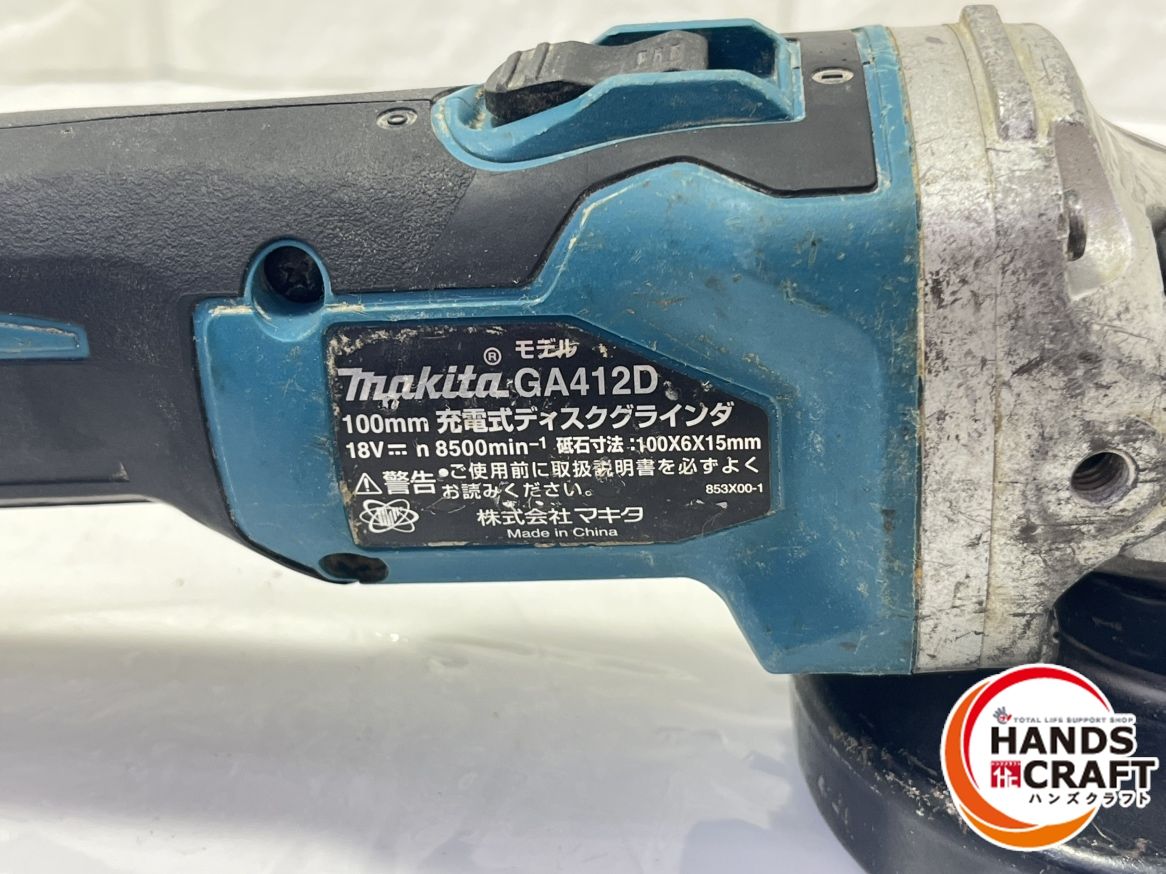 モデル
® makita GA412D
100mm 充電式ディスクグラインダ
18V n 8500min-1 砥石寸法:100X6X15mm
警告 •ご使用前に取扱説明書を必ずよく
お読みください。
853X00-1
株式会社マキタ
Made in China
TOTAL LIFE SUPPORT SHOP
HANDS
CRAFT
ハンズクラフト